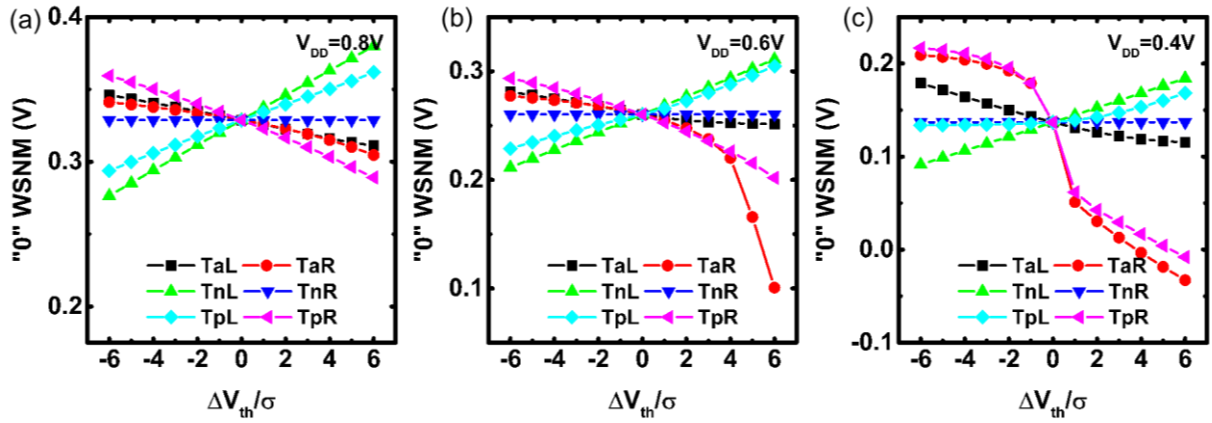 (a)
V_DD=0.8V
"0" WSNM (V)
0.4
0.3
0.2
TaL TaR
TnL TnR
TpL TpR
-6 -4 -2 0 2 4 6
ΔV_th/σ
(b)
V_DD=0.6V
"0" WSNM (V)
0.3
0.2
0.1
TaL TaR
TnL TnR
TpL TpR
-6 -4 -2 0 2 4 6
ΔV_th/σ
(c)
V_DD=0.4V
"0" WSNM (V)
0.2
0.1
0.0
-0.1
TaL TaR
TnL TnR
TpL TpR
-6 -4 -2 0 2 4 6
ΔV_th/σ